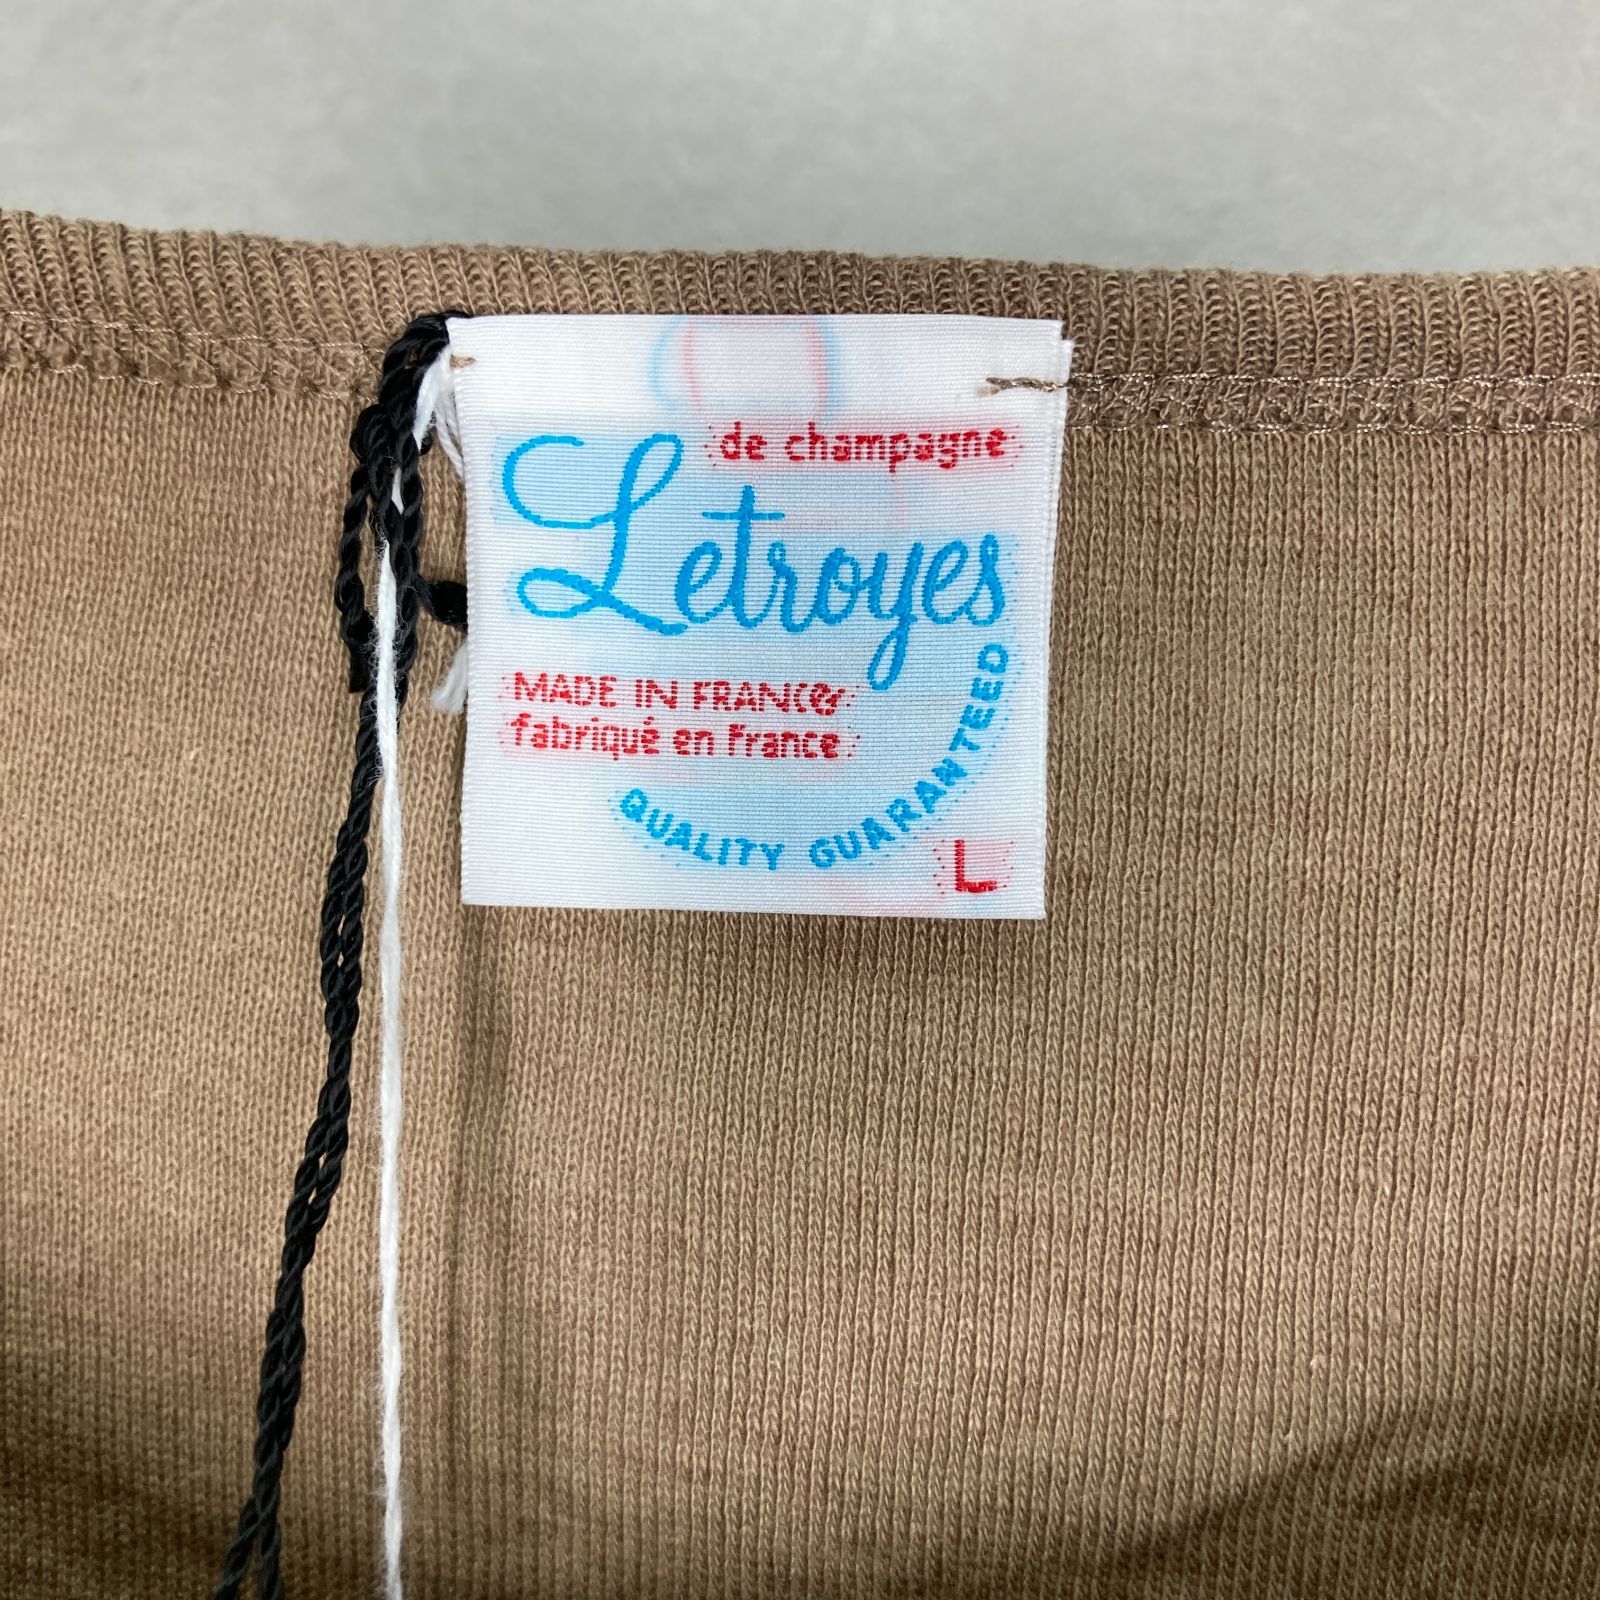 de champagne
Letroyes
MADE IN FRANCE
fabriqué en France
QUALITY GUARANTEED
L